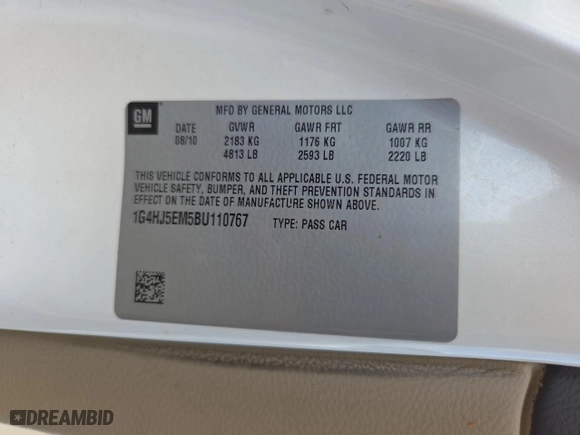 GM
MFD BY GENERAL MOTORS LLC
DATE GVWR GAWR FRT GAWR RR
08/10 2183 KG 1176 KG 1007 KG
4813 LB 2593 LB 2220 LB
THIS VEHICLE CONFORMS TO ALL APPLICABLE U.S. FEDERAL MOTOR
VEHICLE SAFETY, BUMPER, AND THEFT PREVENTION STANDARDS IN
EFFECT ON THE DATE OF MANUFACTURE SHOWN ABOVE.
1G4HJ5EM5BU110767 TYPE: PASS CAR
DREAMBID